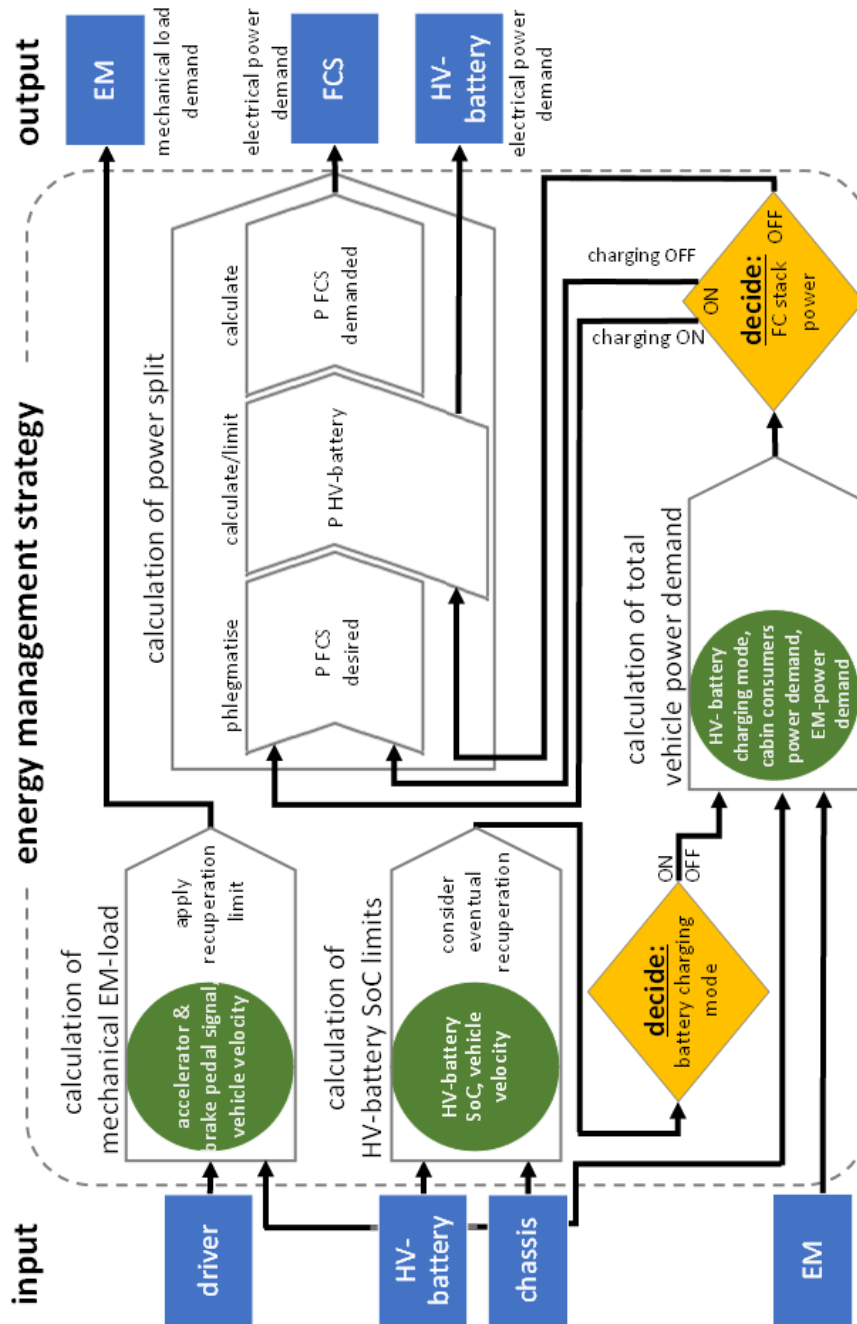 energy management strategy
input
output
driver
HV-
battery
chassis
EM
calculation of
mechanical EM-load
accelerator &
brake pedal signal,
vehicle velocity
apply
recuperation
limit
calculation of
HV-battery SoC limits
HV-battery
SoC, vehicle
velocity
consider
eventual
recuperation
decide:
battery charging
mode
ON
OFF
calculation of total
vehicle power demand
HV- battery
charging mode,
cabin consumers
power demand,
EM-power
demand
calculation of power split
phlegmatise
calculate/limit
calculate
P FCS
desired
P HV-battery
P FCS
demanded
charging ON
charging OFF
ON
decide:
FC stack
power
OFF
EM
mechanical load
demand
electrical power
demand
FCS
HV-
battery
electrical power
demand